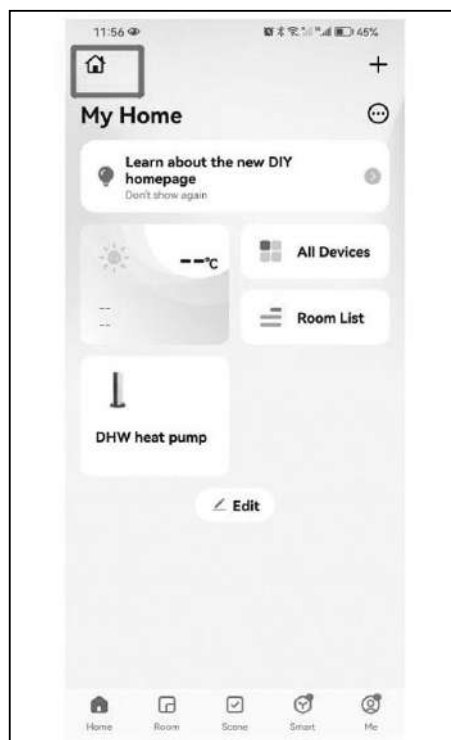 11:56
45%
My Home
Learn about the new DIY
homepage
Don't show again
--°C
All Devices
--
Room List
--
DHW heat pump
Edit
Home Room Scene Smart Me